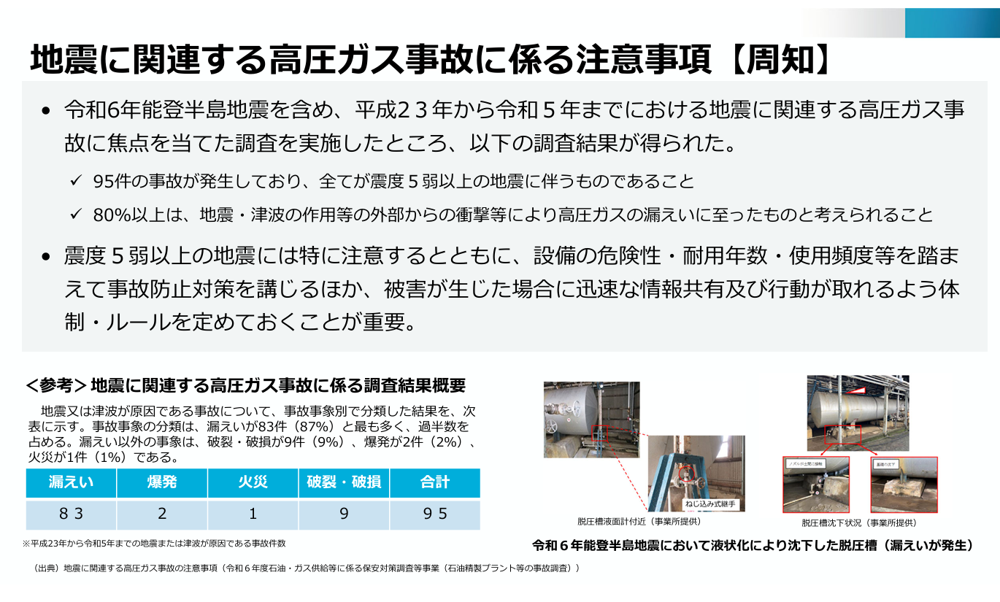 地震に関連する高圧ガス事故に係る注意事項【周知】
• 令和6年能登半島地震を含め、平成2３年から令和５年までにおける地震に関連する高圧ガス事
故に焦点を当てた調査を実施したところ、以下の調査結果が得られた。
✓ 95件の事故が発生しており、全てが震度５弱以上の地震に伴うものであること
✓ 80%以上は、地震・津波の作用等の外部からの衝撃等により高圧ガスの漏えいに至ったものと考えられること
• 震度５弱以上の地震には特に注意するとともに、設備の危険性・耐用年数・使用頻度等を踏ま
えて事故防止対策を講じるほか、被害が生じた場合に迅速な情報共有及び行動が取れるよう体
制・ルールを定めておくことが重要。
＜参考＞地震に関連する高圧ガス事故に係る調査結果概要
地震又は津波が原因である事故について、事故事象別で分類した結果を、次
表に示す。事故事象の分類は、漏えいが83件（87%）と最も多く、過半数を
占める。漏えい以外の事象は、破裂・破損が9件（9%）、爆発が2件（2%）、
火災が1件（1%）である。
漏えい 爆発 火災 破裂・破損 合計
８３ 2 1 9 ９５
※平成23年から令和5年までの地震または津波が原因である事故件数
（出典）地震に関連する高圧ガス事故の注意事項（令和６年度石油・ガス供給等に係る保安対策調査等事業（石油精製プラント等の事故調査））
ねじ込み式継手
脱圧槽液面計付近（事業所提供）
ノズルが土間に接触
基礎の沈下
脱圧槽沈下状況（事業所提供）
令和６年能登半島地震において液状化により沈下した脱圧槽（漏えいが発生）